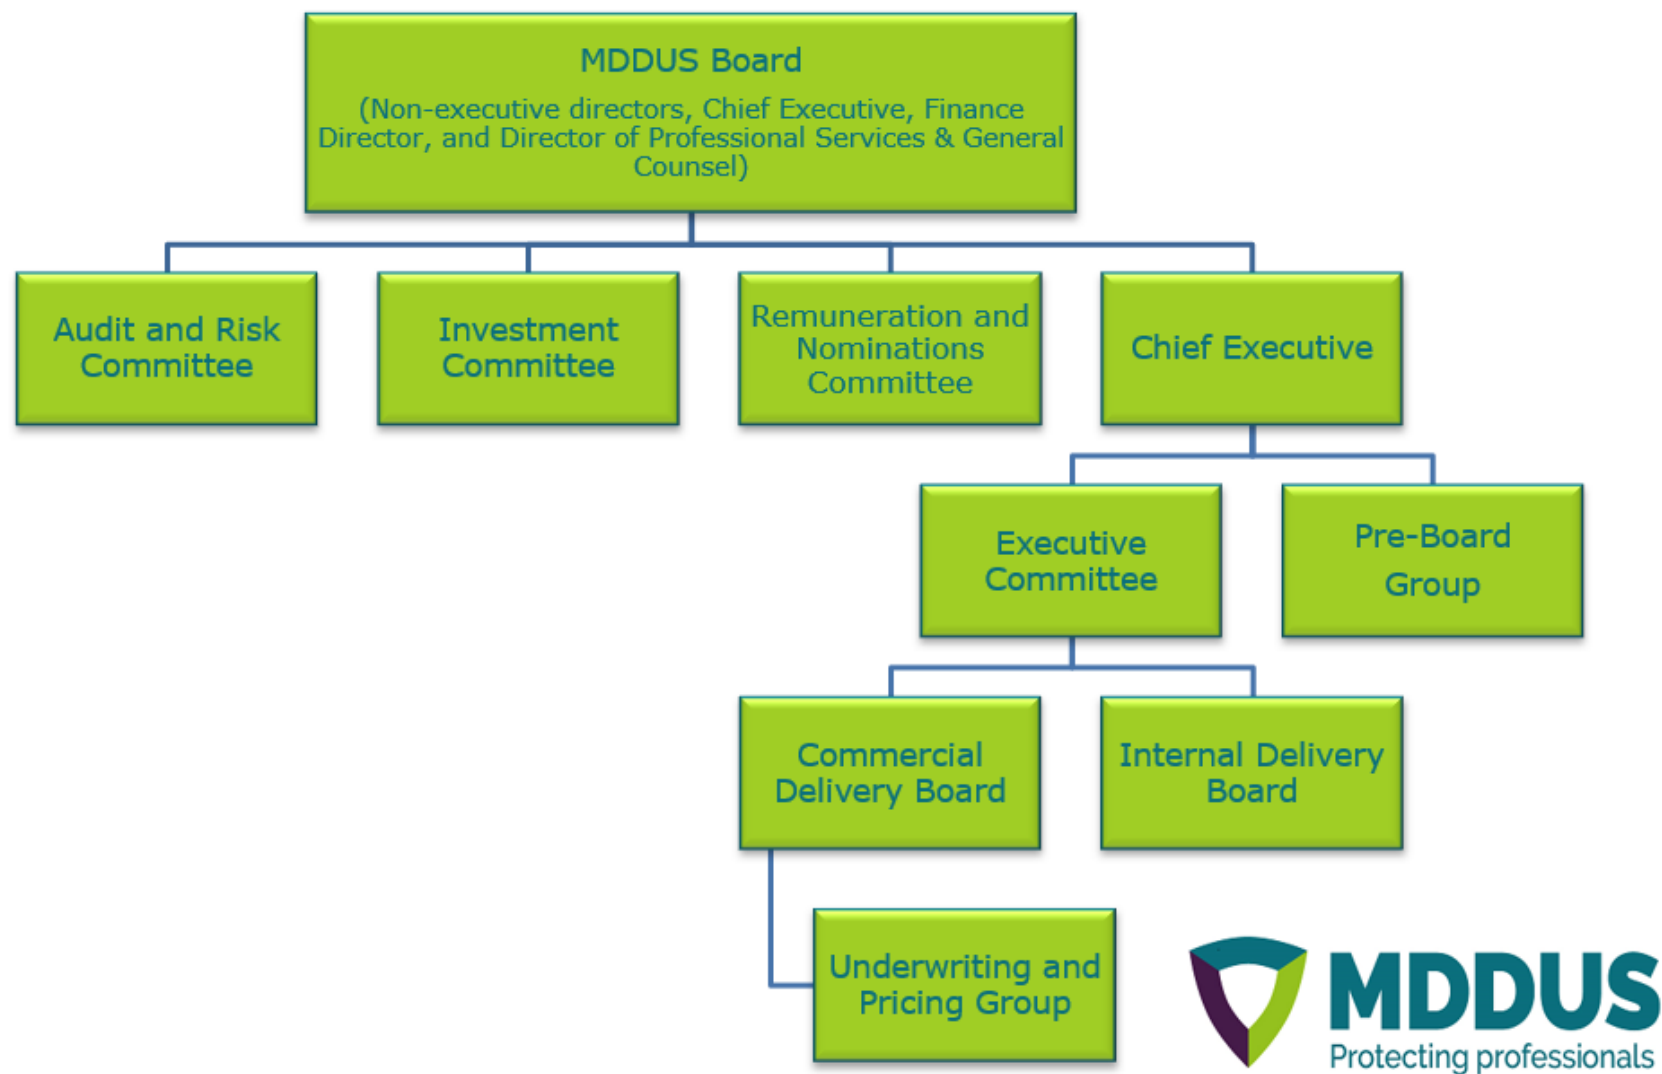 MDDUS Board
(Non-executive directors, Chief Executive, Finance
Director, and Director of Professional Services & General
Counsel)
Audit and Risk
Committee
Investment
Committee
Remuneration and
Nominations
Committee
Chief Executive
Executive
Committee
Pre-Board
Group
Commercial
Delivery Board
Internal Delivery
Board
Underwriting and
Pricing Group
MDDUS
Protecting professionals